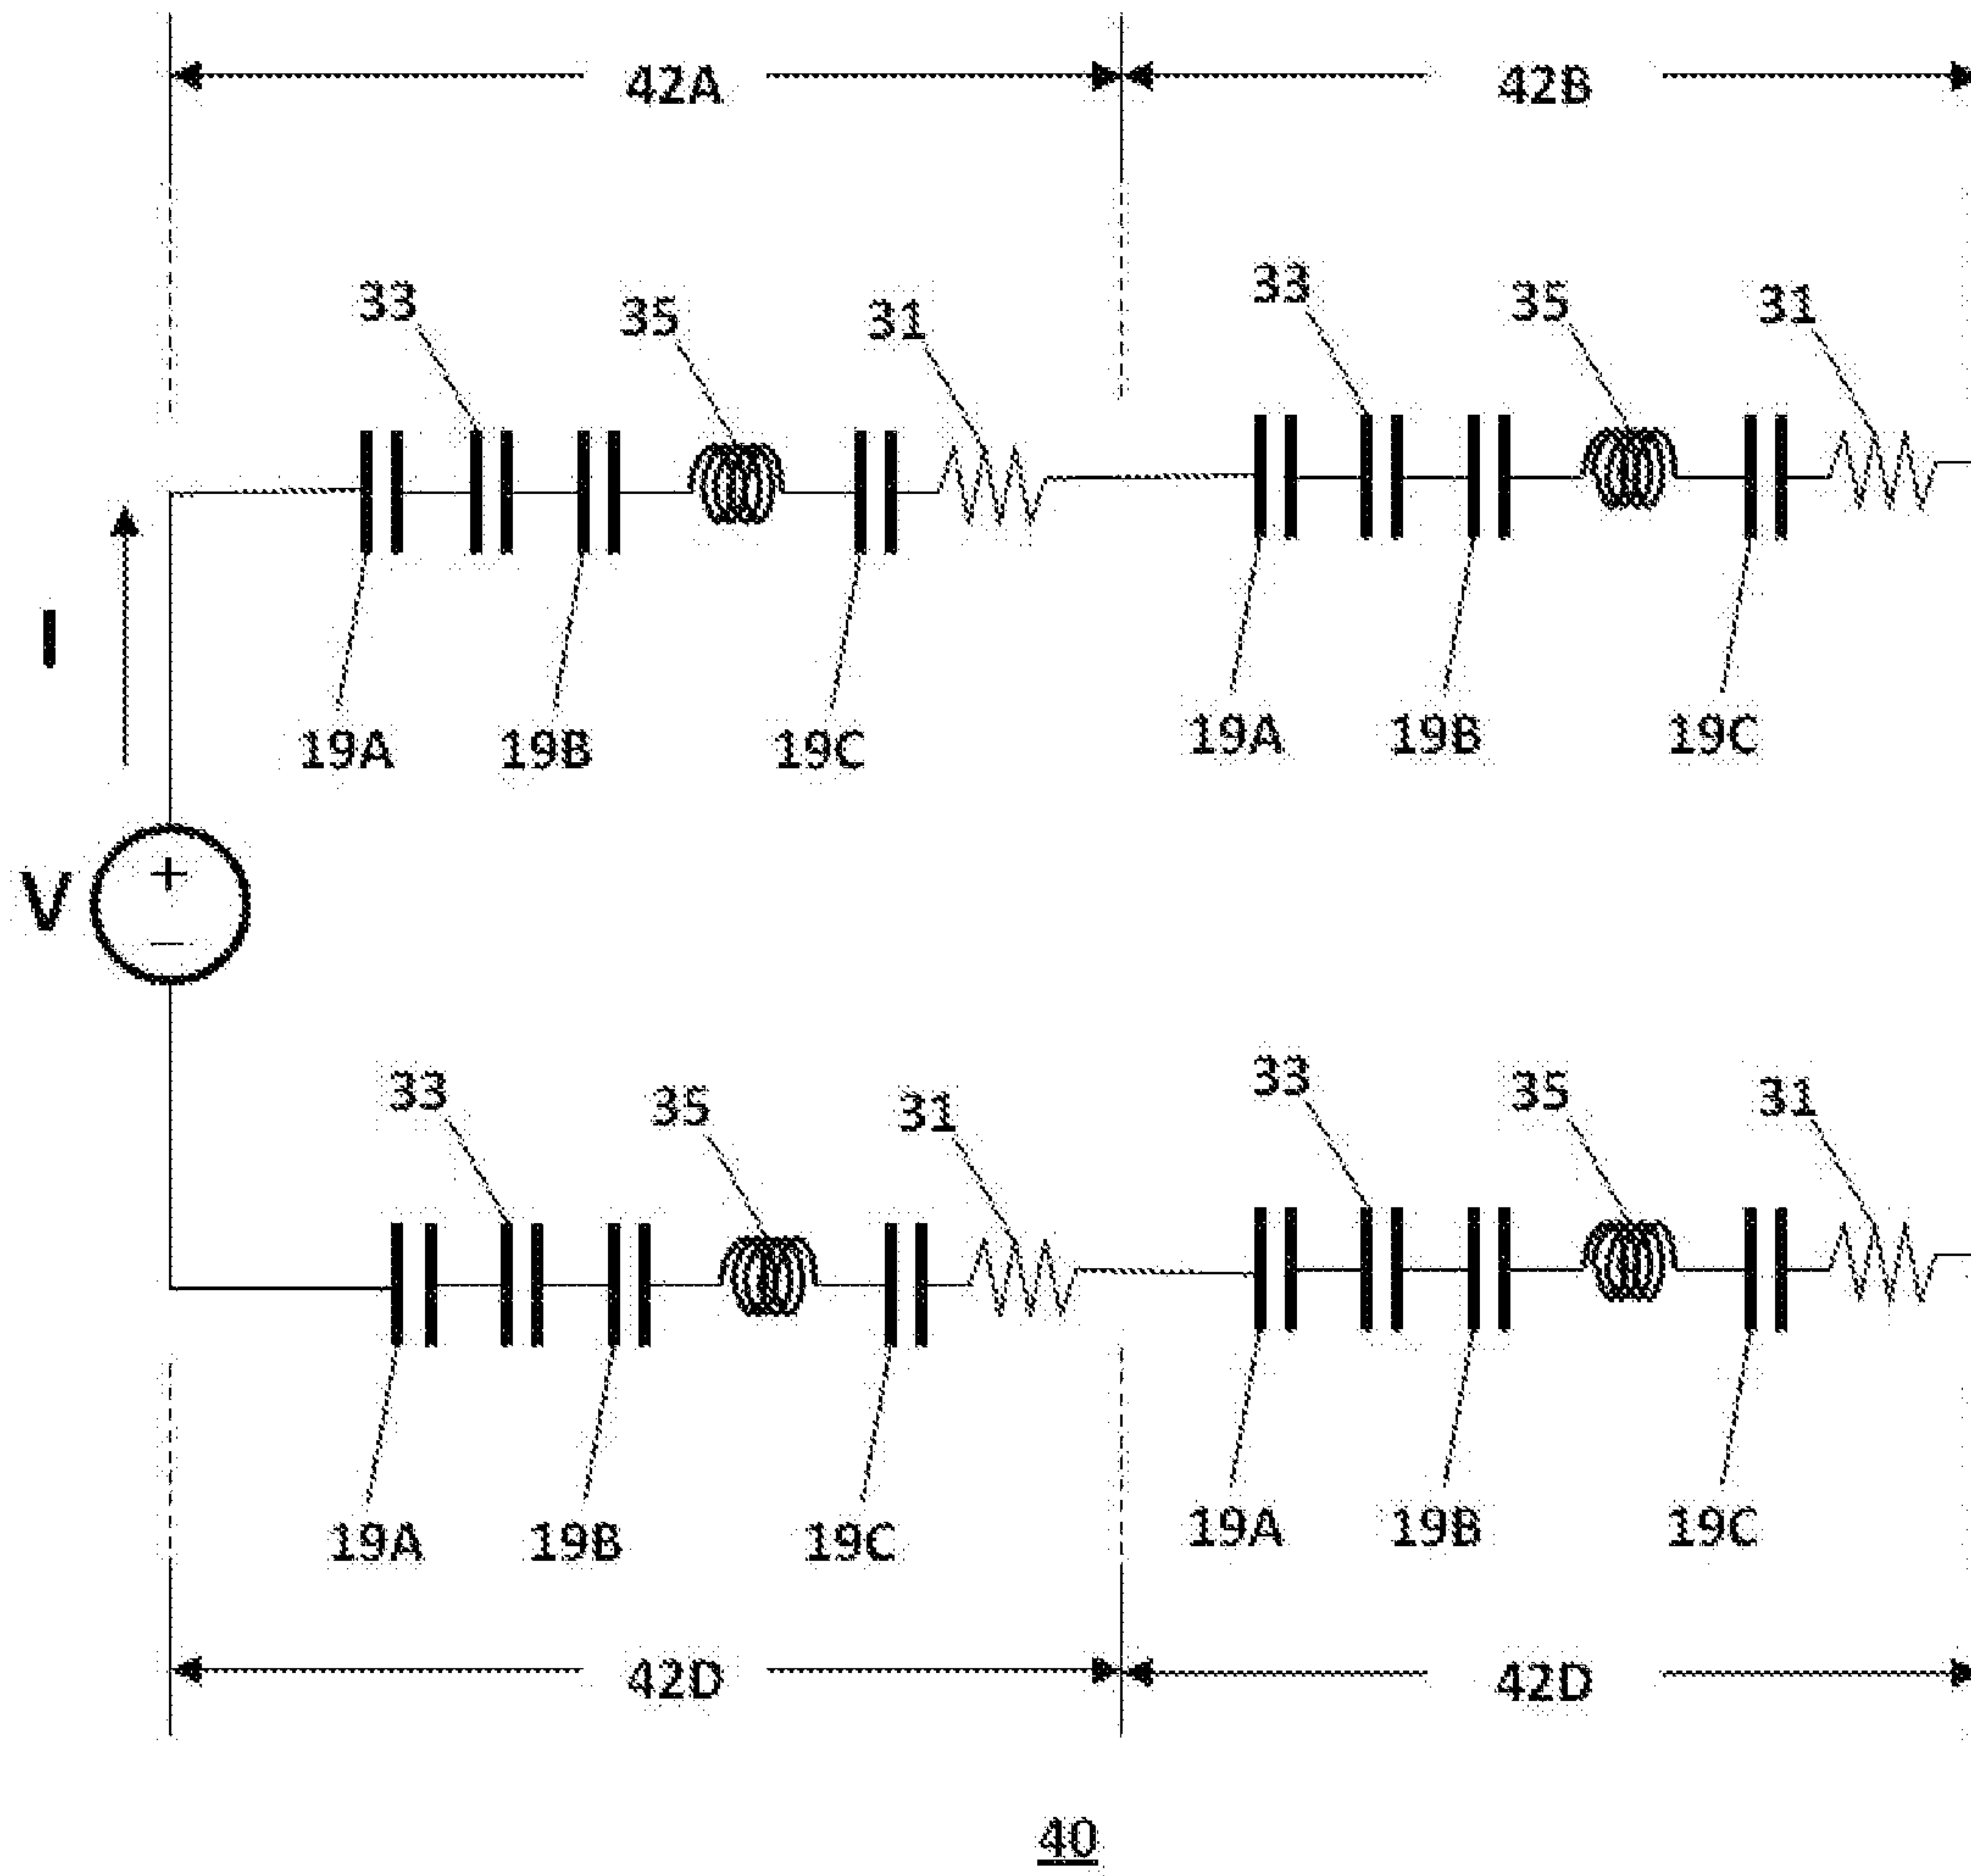 42A 42B
33 35 31 33 35 31
19A 19B 19C 19A 19B 19C
I
V
+
−
33 35 31 33 35 31
19A 19B 19C 19A 19B 19C
42D 42D
40